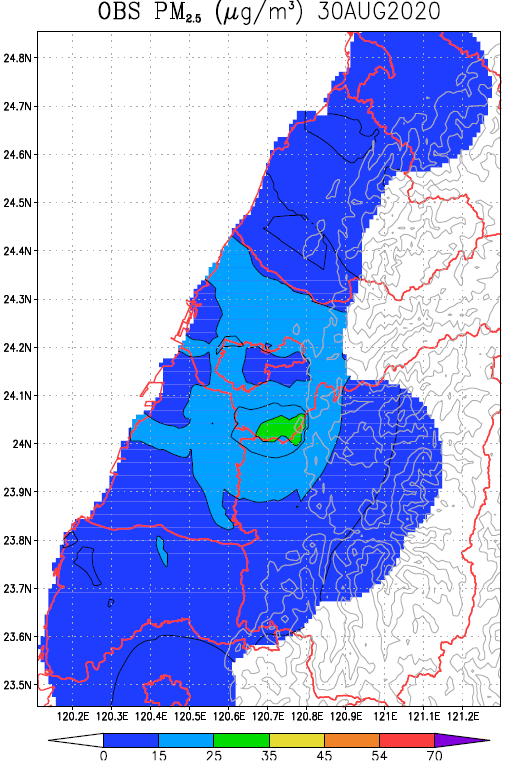 OBS PM2.5 (μg/m³) 30AUG2020
24.8N
24.7N
24.6N
24.5N
24.4N
24.3N
24.2N
24.1N
24N
23.9N
23.8N
23.7N
23.6N
23.5N
120.2E 120.3E 120.4E 120.5E 120.6E 120.7E 120.8E 120.9E 121E 121.1E 121.2E
0 15 25 35 45 54 70